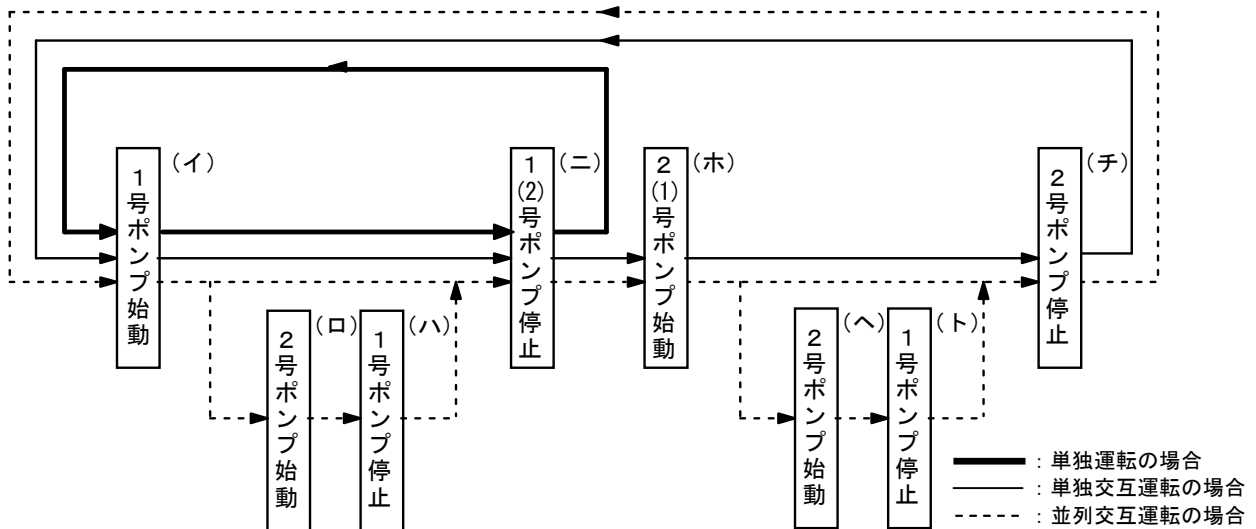 1号ポンプ始動
(イ)
1(2)号ポンプ停止
(ニ)
2(1)号ポンプ始動
(ホ)
2号ポンプ停止
(チ)
2号ポンプ始動
(ロ)
1号ポンプ停止
(ハ)
2号ポンプ始動
(ヘ)
1号ポンプ停止
(ト)
：単独運転の場合
：単独交互運転の場合
：並列交互運転の場合